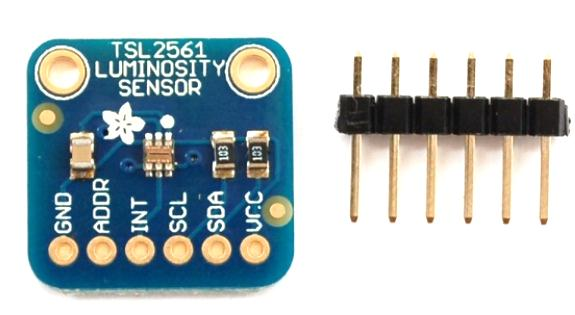 TSL2561
LUMINOSITY
SENSOR
103
103
GND
ADDR
INT
SCL
SDA
VCC